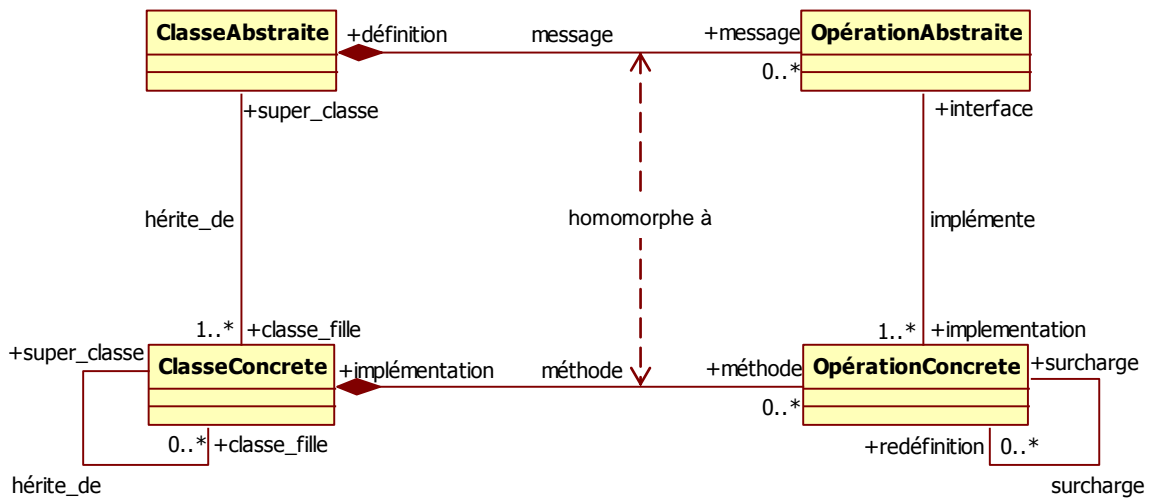 ClasseAbstraite
+définition
message
+message
OpérationAbstraite
0..*
+super_classe
+interface
hérite_de
homomorphe à
implémente
1..*
+classe_fille
1..*
+implementation
+super_classe
ClasseConcrete
+implémentation
méthode
+méthode
OpérationConcrete
+surcharge
0..*
0..*
+classe_fille
+redéfinition
0..*
hérite_de
surcharge